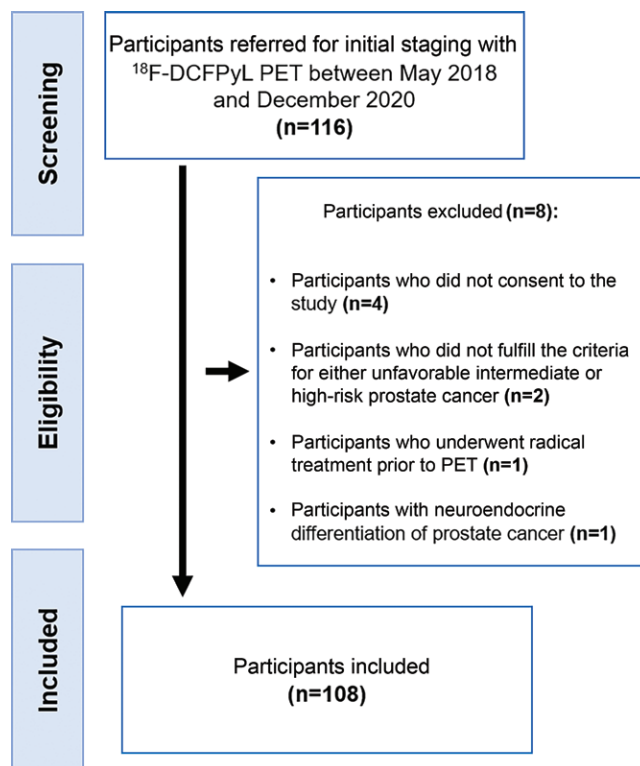 Screening
Participants referred for initial staging with
¹⁸F-DCFPyL PET between May 2018
and December 2020
(n=116)
Eligibility
Participants excluded (n=8):
• Participants who did not consent to the
study (n=4)
• Participants who did not fulfill the criteria
for either unfavorable intermediate or
high-risk prostate cancer (n=2)
• Participants who underwent radical
treatment prior to PET (n=1)
• Participants with neuroendocrine
differentiation of prostate cancer (n=1)
Included
Participants included
(n=108)